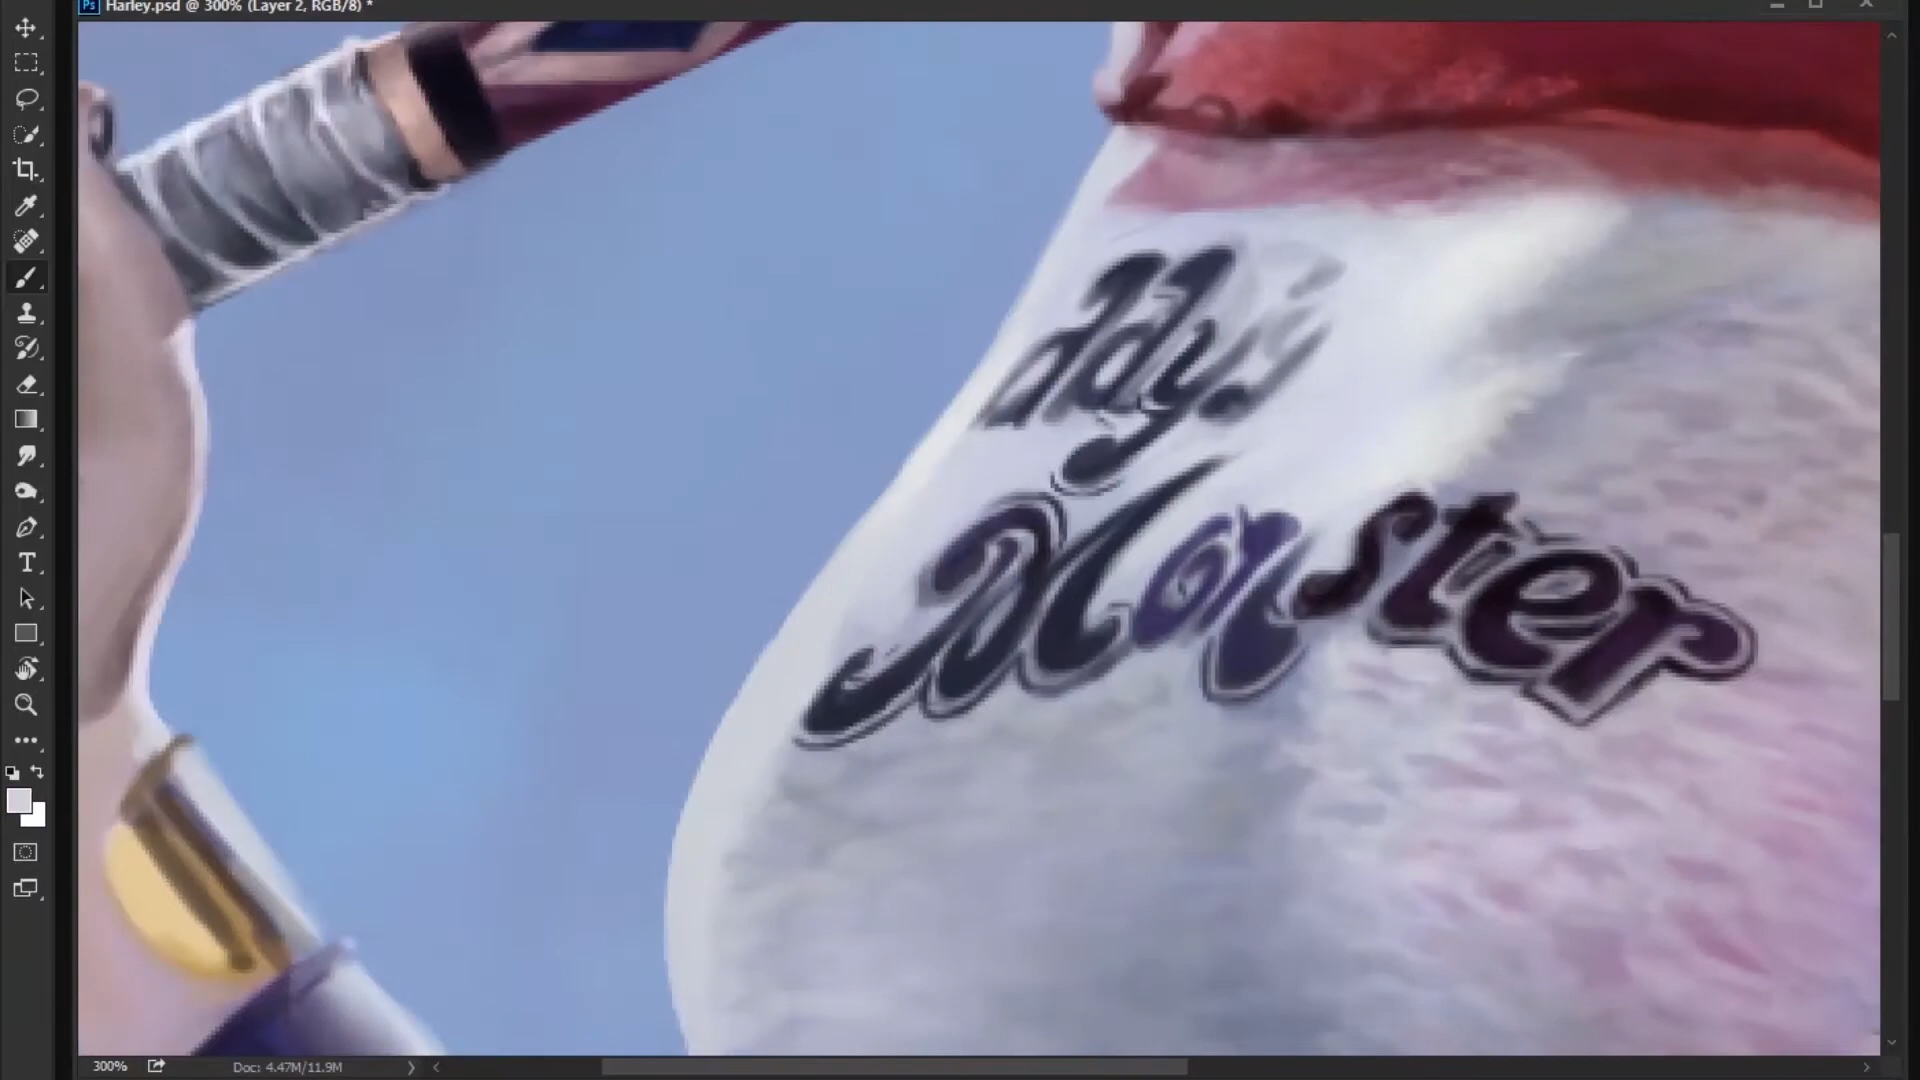 Harley.psd @ 300% (Layer 2, RGB/8) *
ddy's
Monster
300%
Doc: 4.47M/11.9M